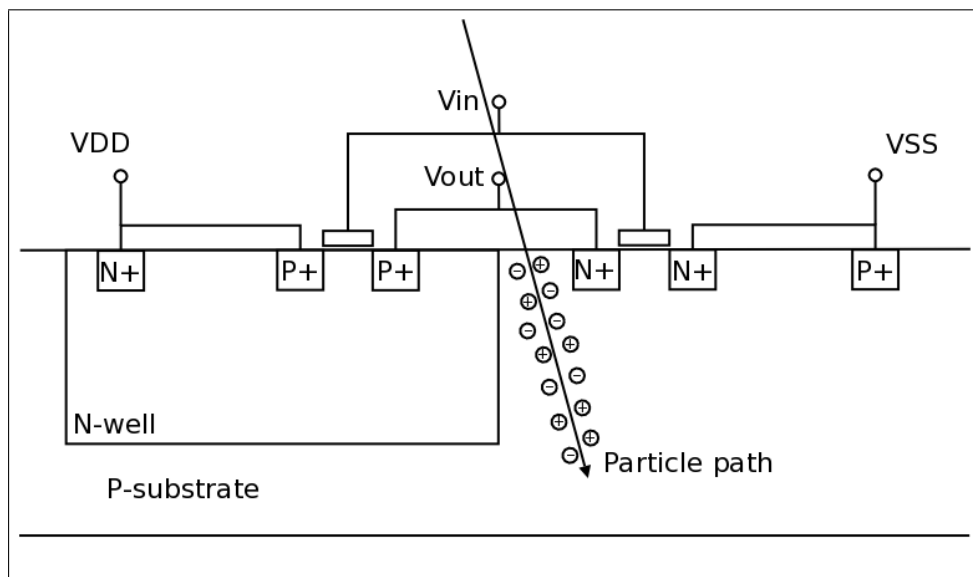 Vin
VDD
VSS
Vout
N+
P+
P+
N+
N+
P+
N-well
Particle path
P-substrate